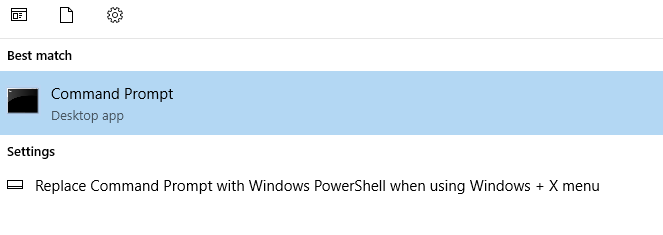 Best match
Command Prompt
Desktop app
Settings
Replace Command Prompt with Windows PowerShell when using Windows + X menu